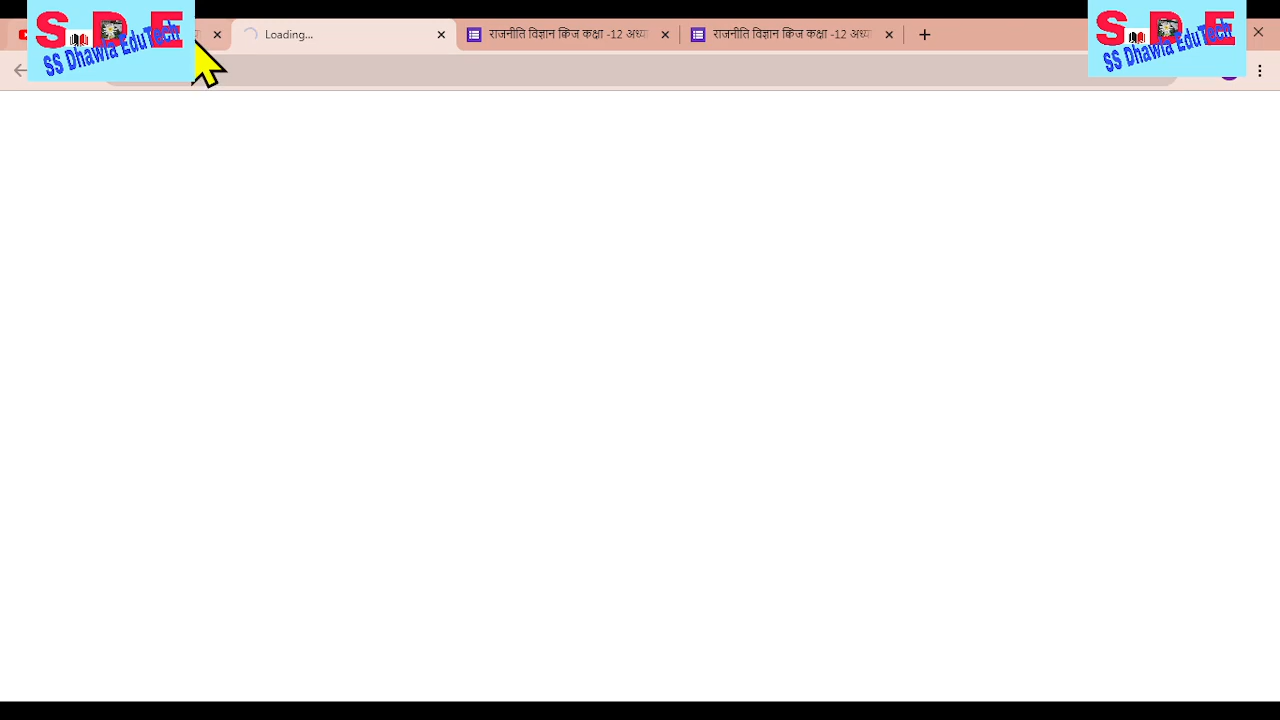 S D E
SS Dhawla EduTech
Loading...
राजनीति विज्ञान क्विज कक्षा -12 अध्या
राजनीति विज्ञान क्विज कक्षा -12 अध्या
S D E
SS Dhawla EduTech